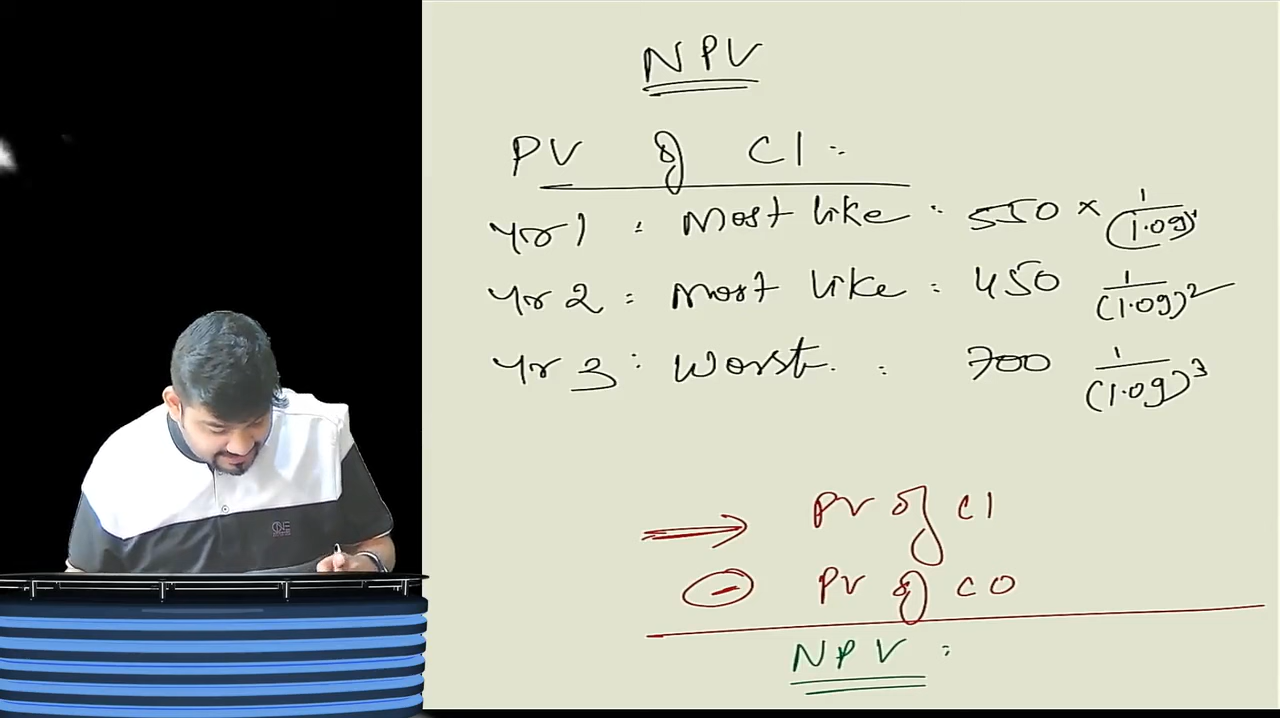 NPV
PV of CI :-
Yr 1 : Most like : 550 × 1/(1.09)¹
Yr 2 : Most like : 450 1/(1.09)²
Yr 3 : Worst. : 700 1/(1.09)³
⇒ PV of CI
⊖ PV of CO
NPV :